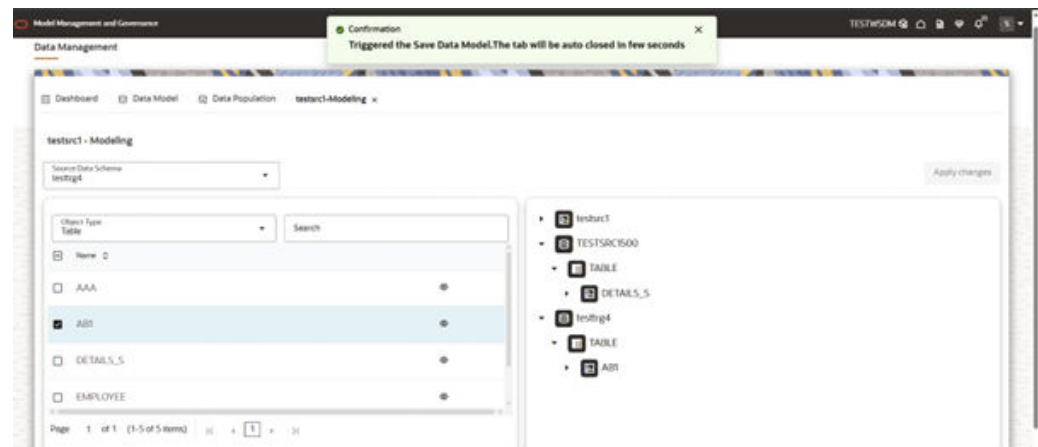 Model Management and Governance
Confirmation
Triggered the Save Data Model.The tab will be auto closed in few seconds
TESTWSDM
Data Management
Dashboard Data Model Data Population testsrc1-Modeling
testsrc1 - Modeling
Source Data Schema
testtrg4
Apply changes
Object Type
Table
Search
Name
AAA
AB1
DETAILS_S
EMPLOYEE
Page 1 of 1 (1-5 of 5 items) 1
testsrc1
TESTSRC1500
TABLE
DETAILS_S
testtrg4
TABLE
AB1